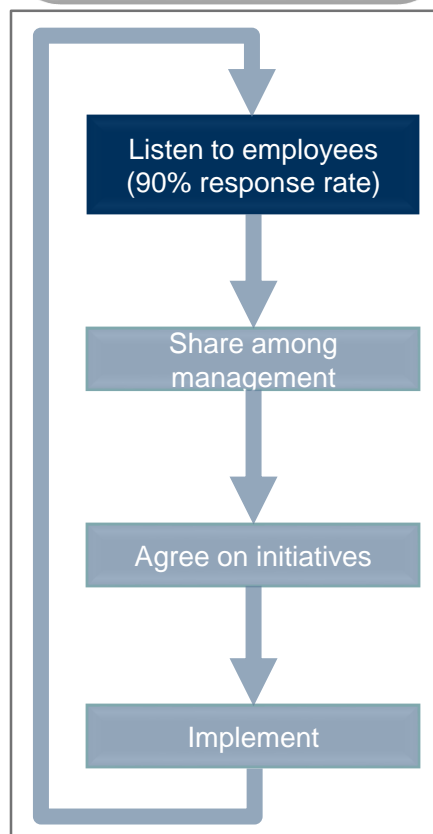 Listen to employees
(90% response rate)
Share among
management
Agree on initiatives
Implement